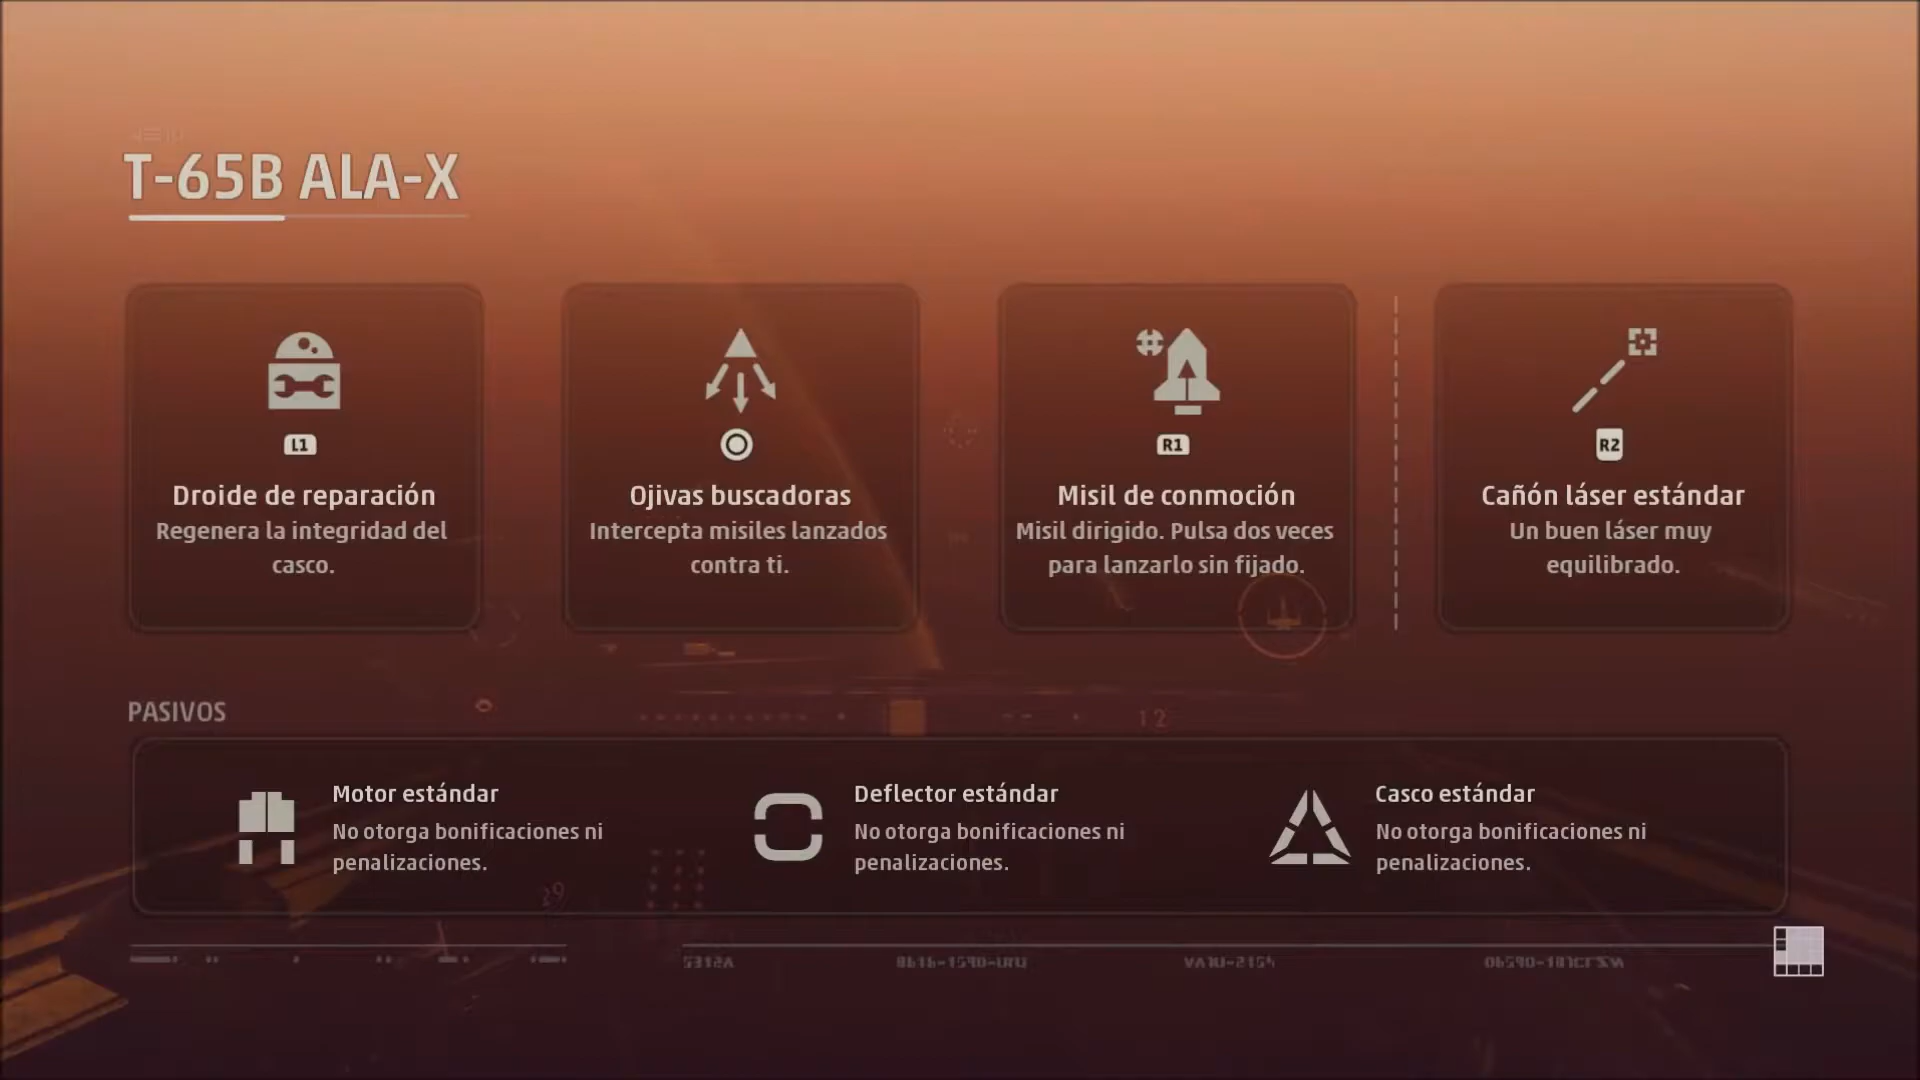 T-65B ALA-X
L1
R1
R2
Droide de reparación
Regenera la integridad del
casco.
Ojivas buscadoras
Intercepta misiles lanzados
contra ti.
Misil de conmoción
Misil dirigido. Pulsa dos veces
para lanzarlo sin fijado.
Cañón láser estándar
Un buen láser muy
equilibrado.
12
PASIVOS
Motor estándar
No otorga bonificaciones ni
penalizaciones.
Deflector estándar
No otorga bonificaciones ni
penalizaciones.
Casco estándar
No otorga bonificaciones ni
penalizaciones.